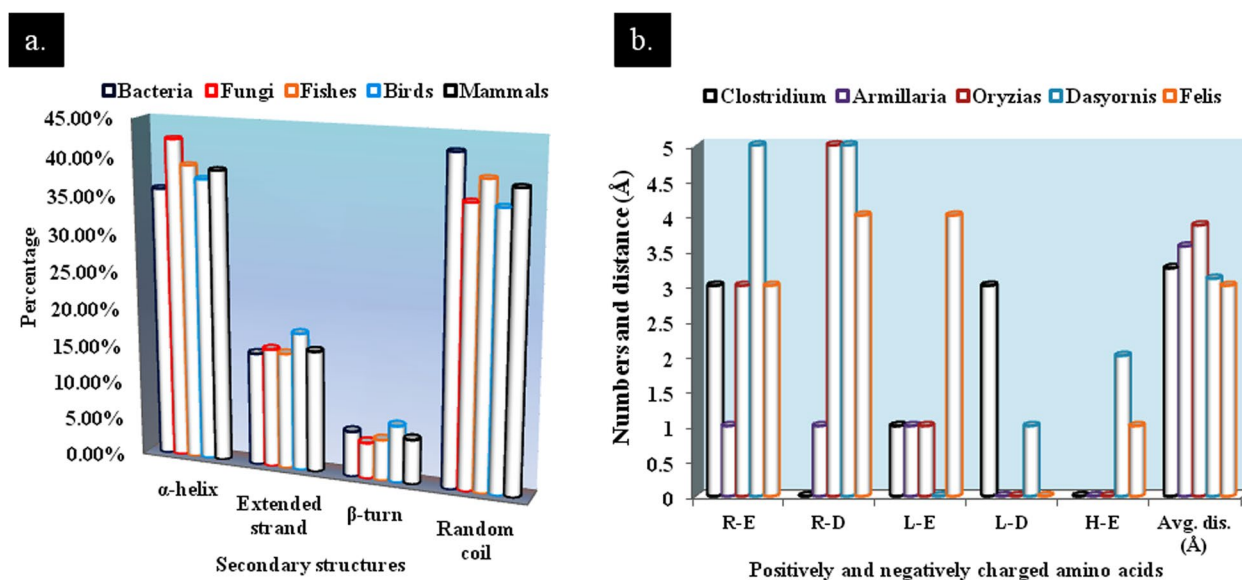 a.
Bacteria Fungi Fishes Birds Mammals
45.00%
40.00%
35.00%
30.00%
25.00%
20.00%
15.00%
10.00%
5.00%
0.00%
Percentage
α-helix
Extended
strand
β-turn
Random
coil
Secondary structures
b.
Clostridium Armillaria Oryzias Dasyornis Felis
5
4.5
4
3.5
3
2.5
2
1.5
1
0.5
0
Numbers and distance (Å)
R-E R-D L-E L-D H-E Avg. dis.
(Å)
Positively and negatively charged amino acids